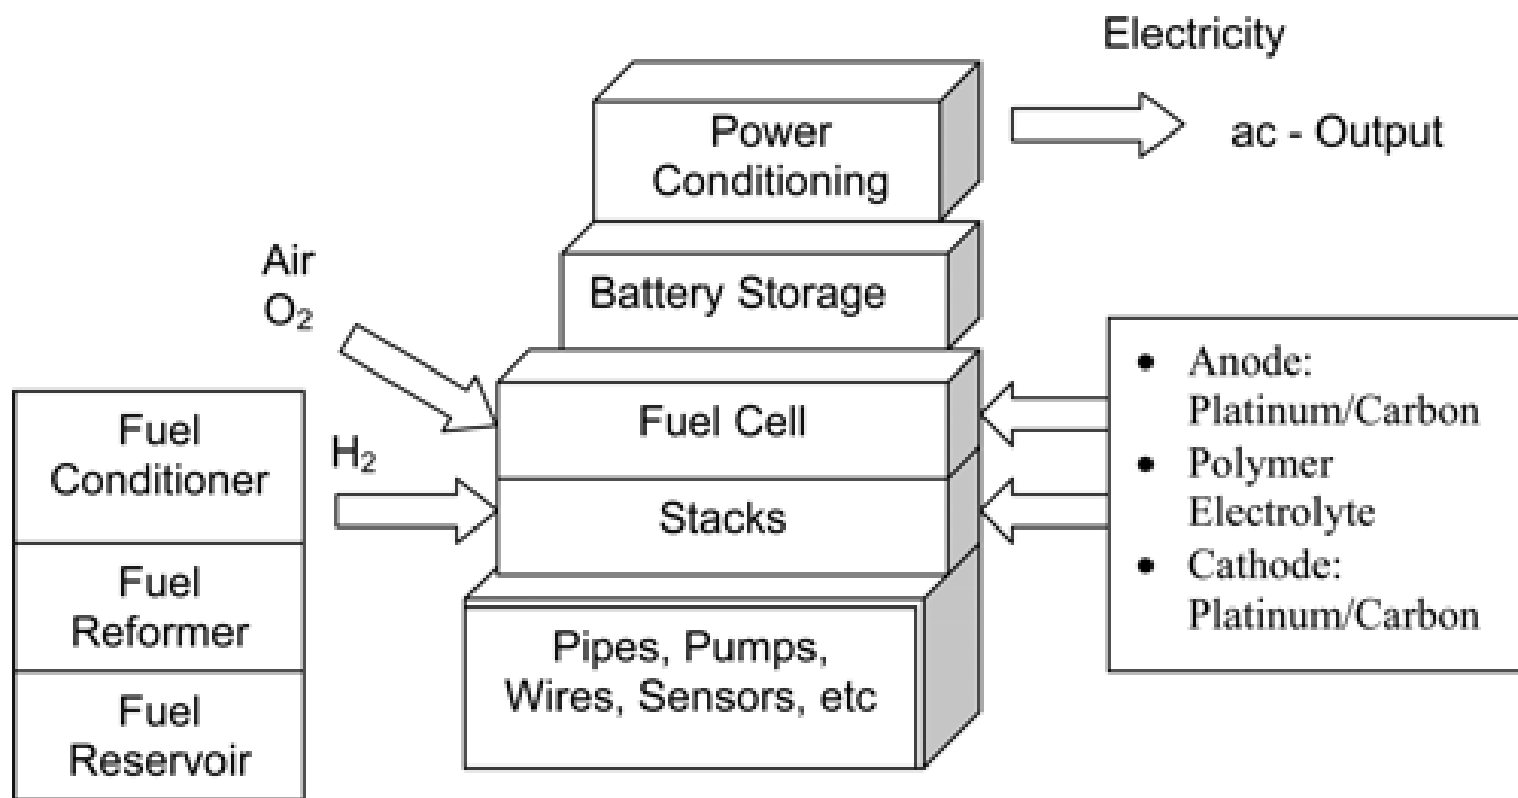 Electricity
ac - Output
Power
Conditioning
Battery Storage
Air
O₂
Fuel Cell
H₂
Stacks
Pipes, Pumps,
Wires, Sensors, etc
Fuel
Conditioner
Fuel
Reformer
Fuel
Reservoir
• Anode:
Platinum/Carbon
• Polymer
Electrolyte
• Cathode:
Platinum/Carbon